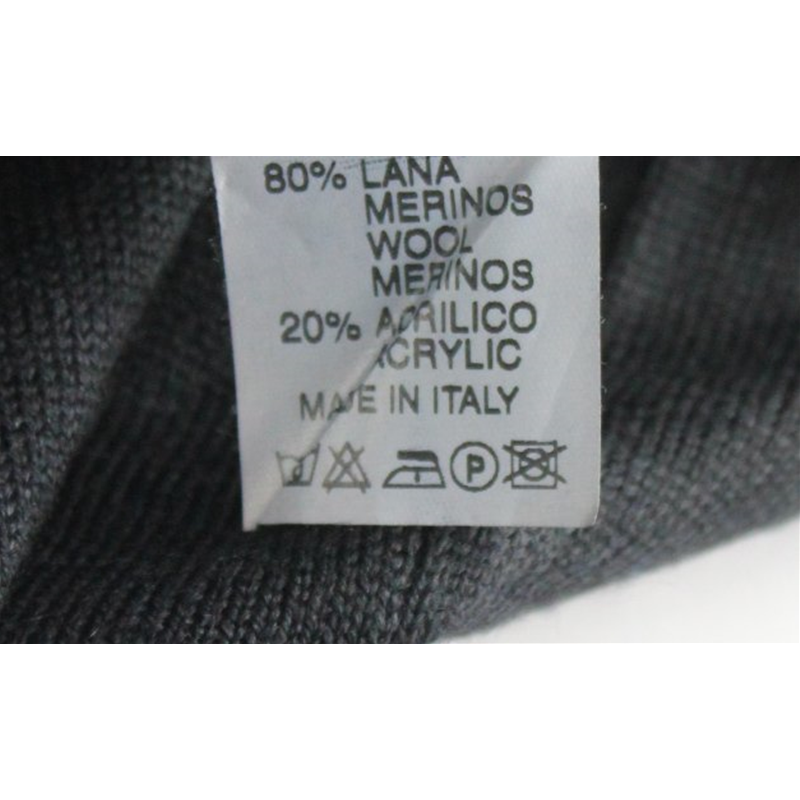 80% LANA
MERINOS
WOOL
MERINOS
20% ACRILICO
ACRYLIC
MADE IN ITALY
P